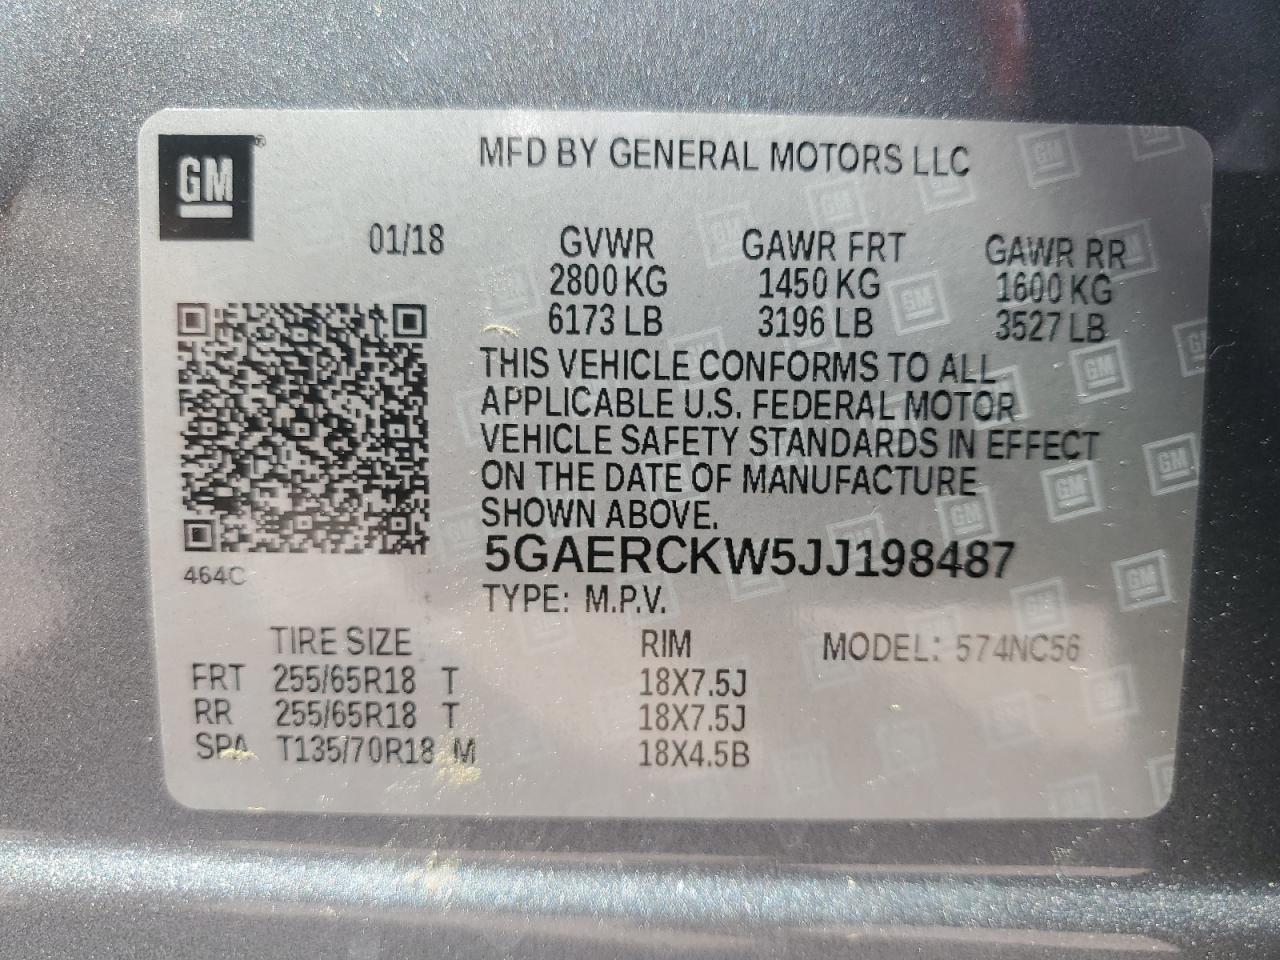 GM
MFD BY GENERAL MOTORS LLC
01/18
GVWR GAWR FRT GAWR RR
2800 KG 1450 KG 1600 KG
6173 LB 3196 LB 3527 LB
THIS VEHICLE CONFORMS TO ALL
APPLICABLE U.S. FEDERAL MOTOR
VEHICLE SAFETY STANDARDS IN EFFECT
ON THE DATE OF MANUFACTURE
SHOWN ABOVE.
5GAERCKW5JJ198487
464C
TYPE: M.P.V.
TIRE SIZE RIM MODEL: 574NC56
FRT 255/65R18 T 18X7.5J
RR 255/65R18 T 18X7.5J
SPA T135/70R18 M 18X4.5B